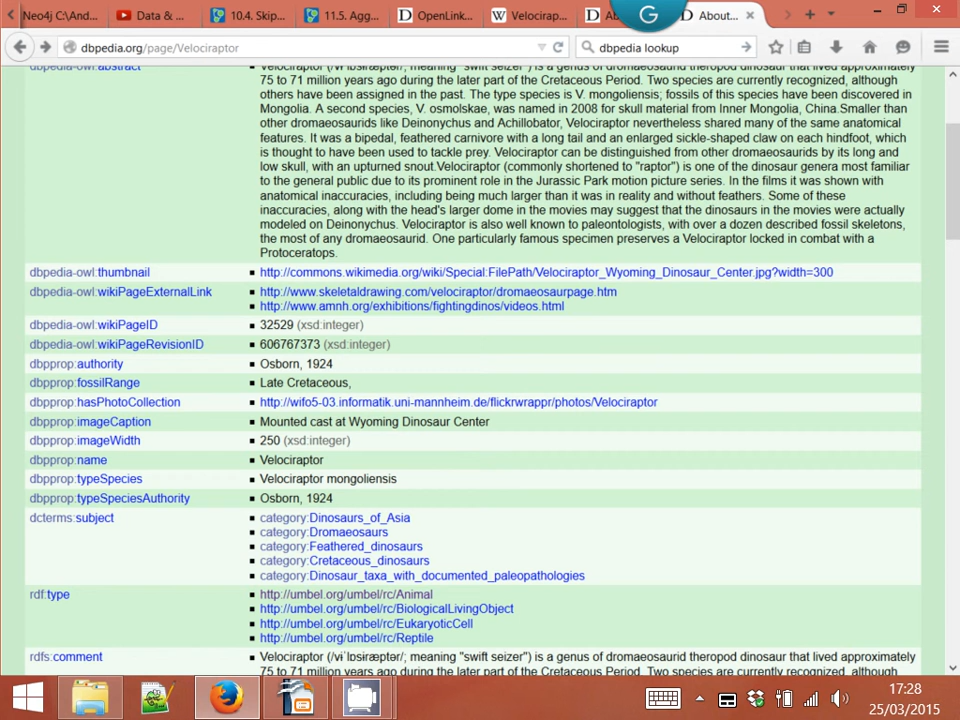 Neo4j C:\And...
Data & ...
10.4. Skip...
11.5. Agg...
OpenLink...
Velocirap...
Ab
G
About...
dbpedia.org/page/Velociraptor
dbpedia lookup
dbpedia-owl:abstract
Velociraptor (/vɨˈlɒsɨræptər/; meaning "swift seizer") is a genus of dromaeosaurid theropod dinosaur that lived approximately
75 to 71 million years ago during the later part of the Cretaceous Period. Two species are currently recognized, although
others have been assigned in the past. The type species is V. mongoliensis; fossils of this species have been discovered in
Mongolia. A second species, V. osmolskae, was named in 2008 for skull material from Inner Mongolia, China.Smaller than
other dromaeosaurids like Deinonychus and Achillobator, Velociraptor nevertheless shared many of the same anatomical
features. It was a bipedal, feathered carnivore with a long tail and an enlarged sickle-shaped claw on each hindfoot, which
is thought to have been used to tackle prey. Velociraptor can be distinguished from other dromaeosaurids by its long and
low skull, with an upturned snout.Velociraptor (commonly shortened to "raptor") is one of the dinosaur genera most familiar
to the general public due to its prominent role in the Jurassic Park motion picture series. In the films it was shown with
anatomical inaccuracies, including being much larger than it was in reality and without feathers. Some of these
inaccuracies, along with the head's larger dome in the movies may suggest that the dinosaurs in the movies were actually
modeled on Deinonychus. Velociraptor is also well known to paleontologists, with over a dozen described fossil skeletons,
the most of any dromaeosaurid. One particularly famous specimen preserves a Velociraptor locked in combat with a
Protoceratops.
dbpedia-owl:thumbnail
http://commons.wikimedia.org/wiki/Special:FilePath/Velociraptor_Wyoming_Dinosaur_Center.jpg?width=300
dbpedia-owl:wikiPageExternalLink
http://www.skeletaldrawing.com/velociraptor/dromaeosaurpage.htm
http://www.amnh.org/exhibitions/fightingdinos/videos.html
dbpedia-owl:wikiPageID
32529 (xsd:integer)
dbpedia-owl:wikiPageRevisionID
606767373 (xsd:integer)
dbpprop:authority
Osborn, 1924
dbpprop:fossilRange
Late Cretaceous,
dbpprop:hasPhotoCollection
http://wifo5-03.informatik.uni-mannheim.de/flickrwrappr/photos/Velociraptor
dbpprop:imageCaption
Mounted cast at Wyoming Dinosaur Center
dbpprop:imageWidth
250 (xsd:integer)
dbpprop:name
Velociraptor
dbpprop:typeSpecies
Velociraptor mongoliensis
dbpprop:typeSpeciesAuthority
Osborn, 1924
dcterms:subject
category:Dinosaurs_of_Asia
category:Dromaeosaurs
category:Feathered_dinosaurs
category:Cretaceous_dinosaurs
category:Dinosaur_taxa_with_documented_paleopathologies
rdf:type
http://umbel.org/umbel/rc/Animal
http://umbel.org/umbel/rc/BiologicalLivingObject
http://umbel.org/umbel/rc/EukaryoticCell
http://umbel.org/umbel/rc/Reptile
rdfs:comment
Velociraptor (/vɨˈlɒsɨræptər/; meaning "swift seizer") is a genus of dromaeosaurid theropod dinosaur that lived approximately
75 to 71 million years ago during the later part of the Cretaceous Period. Two species are currently recognized, although
17:28
25/03/2015